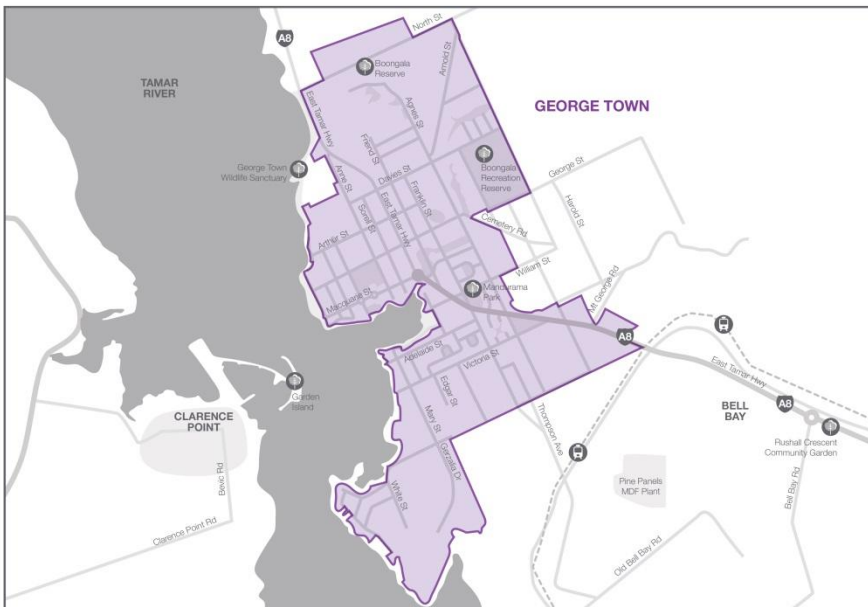 A8
North St
Arnold St
Boongala
Reserve
TAMAR
RIVER
GEORGE TOWN
East Tamar Hwy
Agnes St
Friend St
Boongala
Recreation
Reserve
George St
George Town
Wildlife Sanctuary
Anne St
Davies St
Franklin St
Sorel St
East Tamar Hwy
Harold St
Cemetery Rd
Arthur St
William St
Mt George Rd
Macquarie St
Mandurama
Park
A8
Apelaide St
Victoria St
East Tamar Hwy
Garden
Island
Edgar St
A8
CLARENCE
POINT
Mary St
Thompson Ave
BELL
BAY
Rushall Crescent
Community Garden
Bevic Rd
Gerzalia Dr
Pine Panels
MDF Plant
Bell Bay Rd
White St
Clarence Point Rd
Old Bell Bay Rd